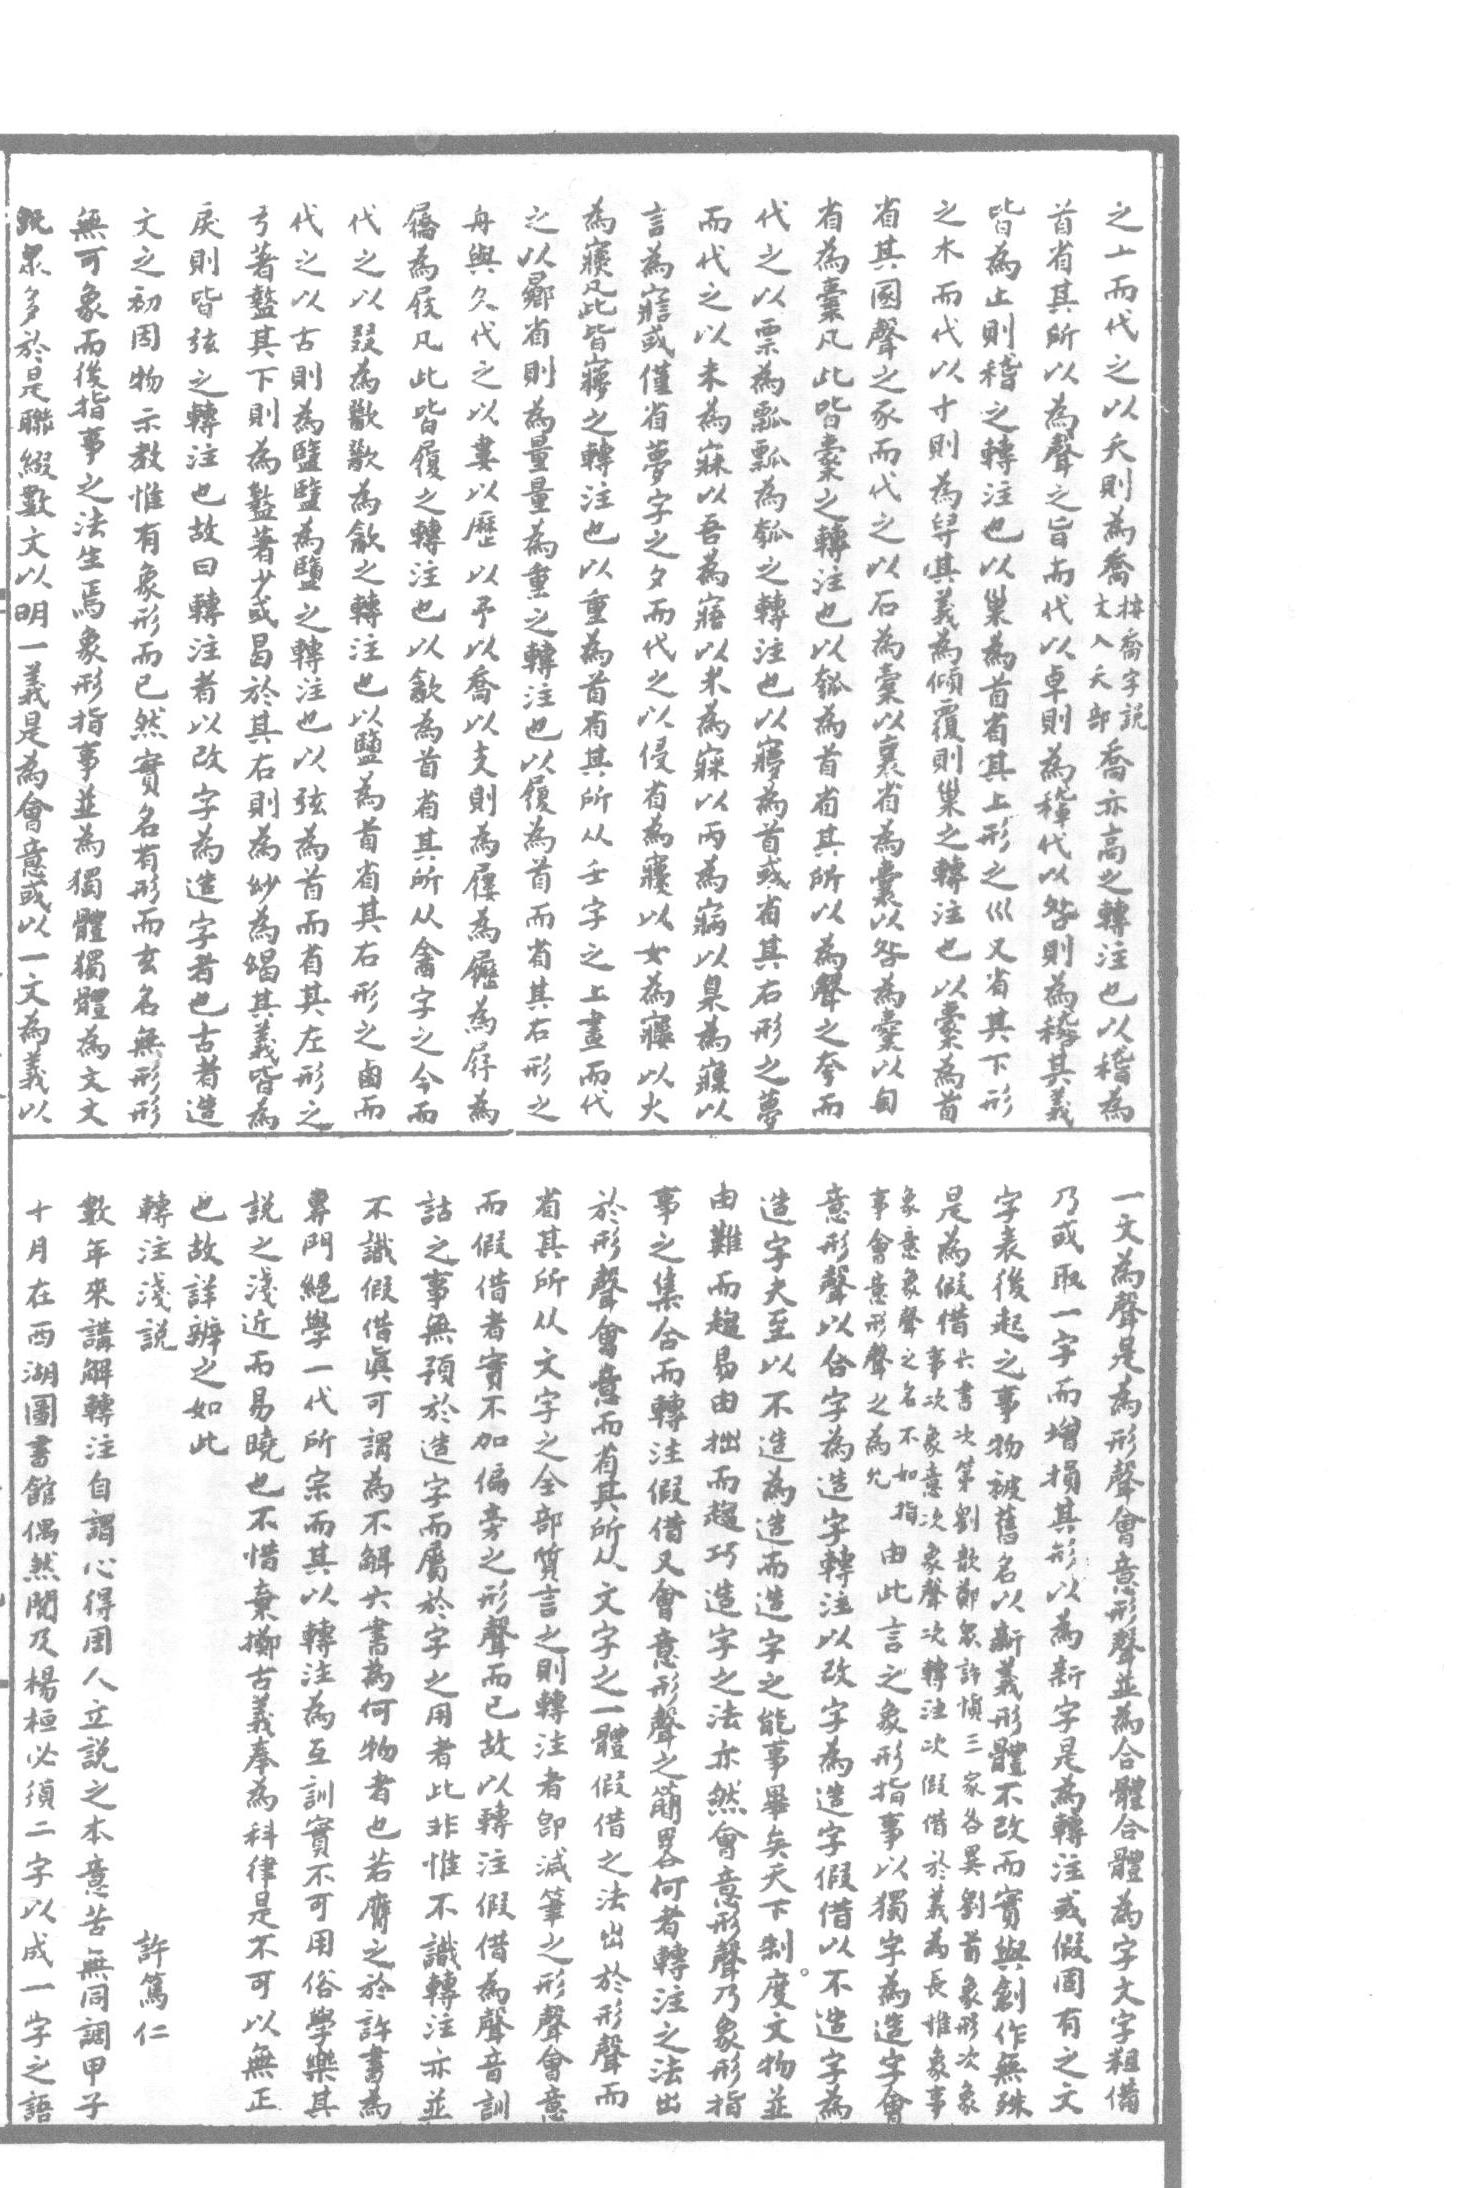 之上而代之以夭則為喬按喬字說文入夭部喬亦高之轉注也以稽為
首省其所以為聲之旨而代以卓則為𥡔代以咎則為𥡴其義
皆為止則稽之轉注也以巢為首省其上形之巛又省其下形
之木而代以寸則為𠬛其義為傾覆則巢之轉注也以橐為首
省其國聲之豕而代之以石為橐以襄省為囊以咎為櫜以匋
省為㯱凡此皆橐之轉注也以瓠為首省其所以為聲之夸而
代之以票為瓢瓢為瓠之轉注也以寢為首或省其右形之夢
而代之以未為寐以吾為寤以米為𥧌以丙為寎以臬為寱以
言為㝘或僅省夢字之夕而代之以侵省為寢以女為𡫦以火
為㝲凡此皆寢之轉注也以重為首省其所从壬字之上畫而代
之以曏省則為量量為重之轉注也以履為首而省其右形之
舟與夂代之以婁以歷以予以喬以支則為屨為𡳐為𡱣為
屩為屐凡此皆履之轉注也以歙為首省其所从禽字之今而
代之以叕為歠歠為歙之轉注也以鹽為首省其右形之鹵而
代之以古則為盬盬為鹽之轉注也以弦為首而省其左形之
弓著盭其下則為盭著少或曷於其右則為玅為竭其義皆為
戾則皆弦之轉注也故曰轉注者以改字為造字者也古者造
文之初因物示教惟有象形而已然實名有形而玄名無形形
無可象而後指事之法生焉象形指事並為獨體獨體為文文
既眾多於是聯綴數文以明一義是為會意或以一文為義以
一文為聲是為形聲會意形聲並為合體合體為字文字粗備
乃或取一字而增損其形以為新字是為轉注或假固有之文
字表後起之事物被舊名以新義形體不改而實與創作無殊
是為假借六書次第劉歆鄭眾許慎三家各異劉首象形次象事次象意次象聲次轉注次假借於義為長惟象事
象意象聲之名不如指事會意形聲之為允由此言之象形指事以獨字為造字會
意形聲以合字為造字轉注以改字為造字假借以不造字為
造字夫至以不造為造而造字之能事畢矣天下制度文物並
由難而趨易由拙而趨巧造字之法亦然會意形聲乃象形指
事之集合而轉注假借又會意形聲之簡畧何者轉注之法出
於形聲會意而省其所从文字之一體假借之法出於形聲而
省其所从文字之全部質言之則轉注者即減筆之形聲會意
而假借者實不加偏旁之形聲而已故以轉注假借為聲音訓
詁之事無預於造字而屬於字之用者此非惟不識轉注亦並
不識假借真可謂為不解六書為何物者也若膺之於許書為
專門絕學一代所宗而其以轉注為互訓實不可用俗學樂其
說之淺近而易曉也不惜棄擲古義奉為科律是不可以無正
也故詳辨之如此
轉注淺說　許篤仁
數年來講解轉注自謂心得因人立說之本意苦無同調甲子
十月在西湖圖書館偶然閱及楊桓必須二字以成一字之語